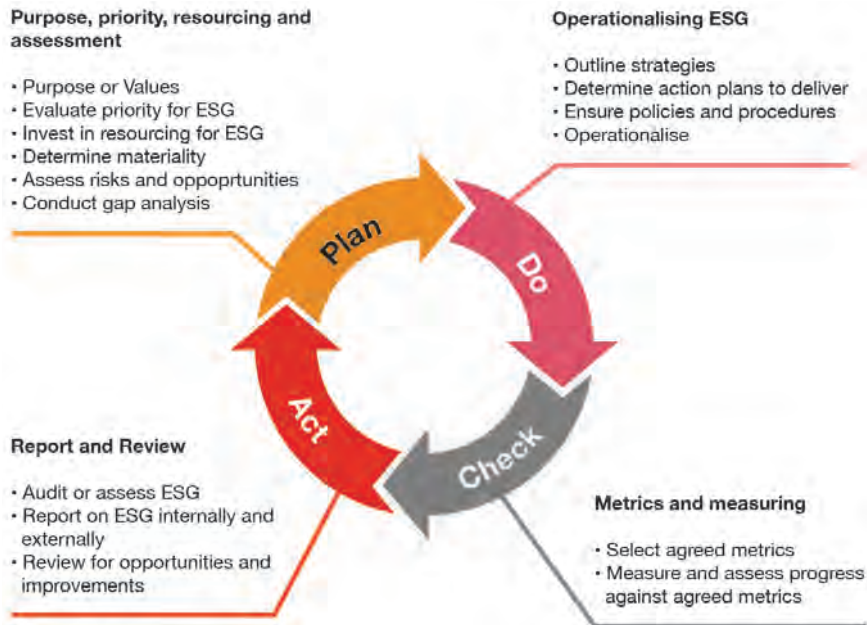 Purpose, priority, resourcing and
assessment
• Purpose or Values
• Evaluate priority for ESG
• Invest in resourcing for ESG
• Determine materiality
• Assess risks and oppoprtunities
• Conduct gap analysis
Operationalising ESG
• Outline strategies
• Determine action plans to deliver
• Ensure policies and procedures
• Operationalise
Plan
Do
Check
Act
Report and Review
• Audit or assess ESG
• Report on ESG internally and
externally
• Review for opportunities and
improvements
Metrics and measuring
• Select agreed metrics
• Measure and assess progress
against agreed metrics